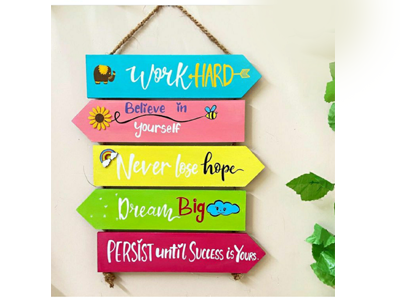 Work HARD
Believe in
yourself
Never Lose hope
Dream Big
PERSIST until SUCCESS is YOURS